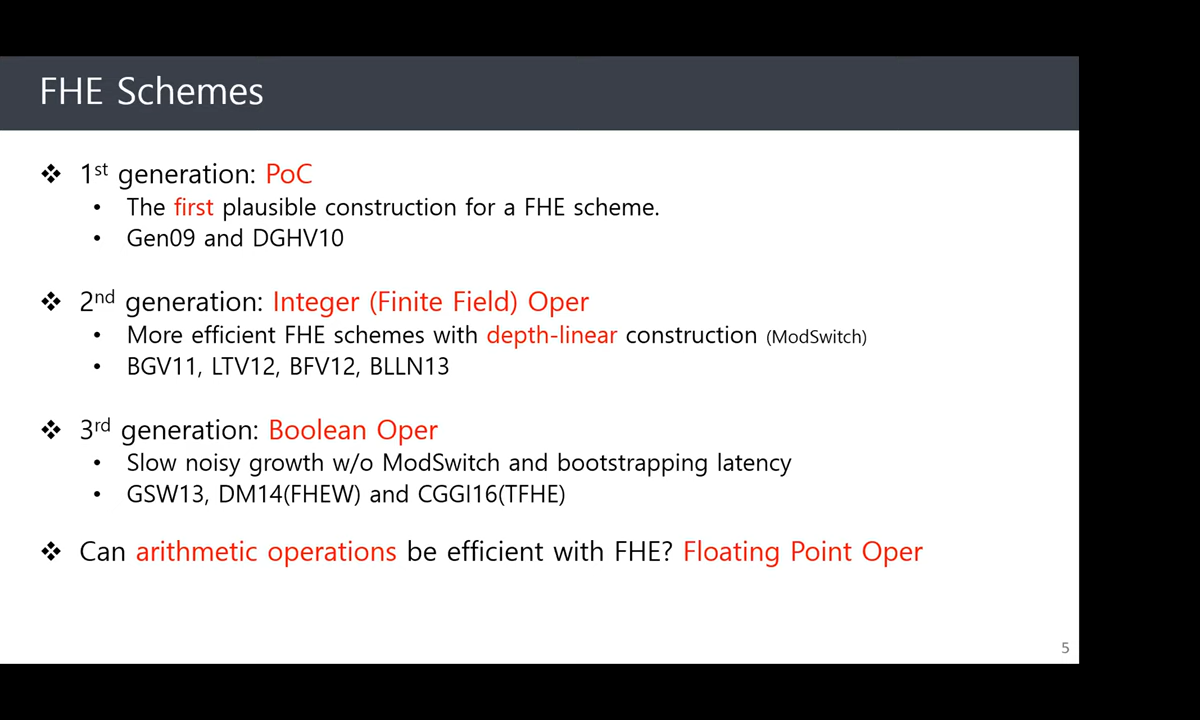 FHE Schemes
❖ 1st generation: PoC
• The first plausible construction for a FHE scheme.
• Gen09 and DGHV10
❖ 2nd generation: Integer (Finite Field) Oper
• More efficient FHE schemes with depth-linear construction (ModSwitch)
• BGV11, LTV12, BFV12, BLLN13
❖ 3rd generation: Boolean Oper
• Slow noisy growth w/o ModSwitch and bootstrapping latency
• GSW13, DM14(FHEW) and CGGI16(TFHE)
❖ Can arithmetic operations be efficient with FHE? Floating Point Oper
5